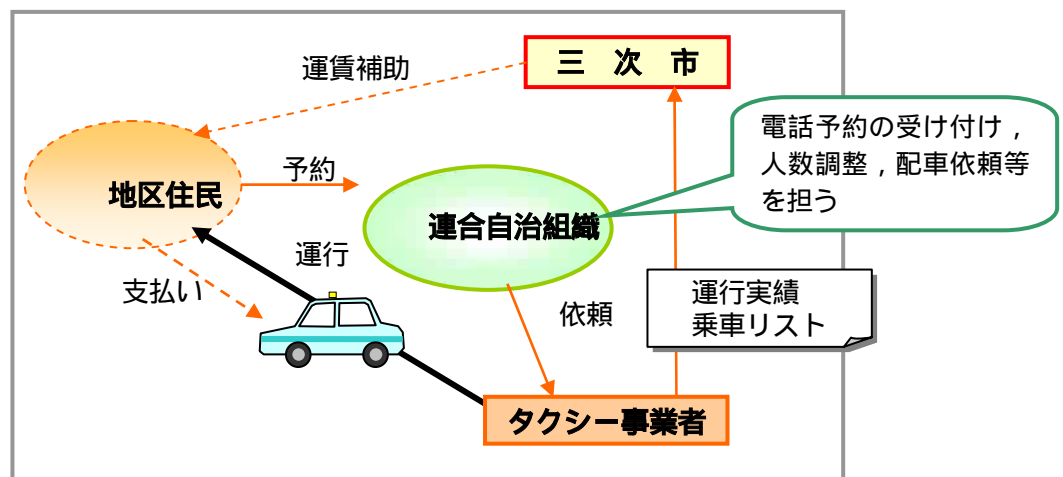 三 次 市
運賃補助
電話予約の受け付け，
人数調整，配車依頼等
を担う
予約
地区住民
連合自治組織
運行
支払い
依頼
運行実績
乗車リスト
タクシー事業者